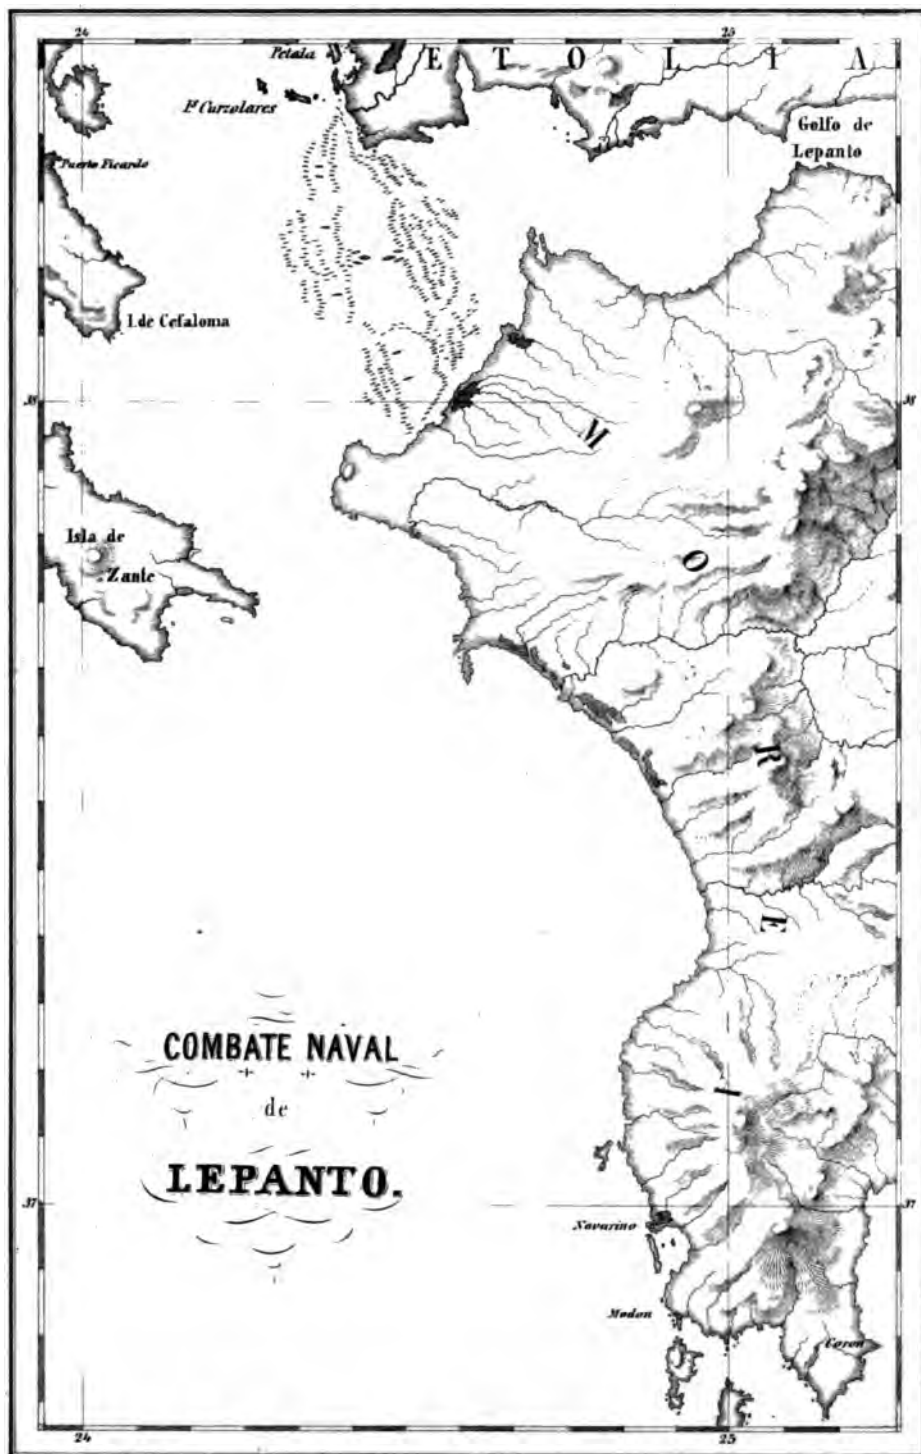 24
25
Petala
E T O L I A
Iˢ Curzolares
Golfo de
Lepanto
Puerto Ficardo
I. de Cefalonia
38
38
M O R E I
Isla de
Zante
COMBATE NAVAL
de
LEPANTO.
37
37
Navarino
Modon
Coron
24
25